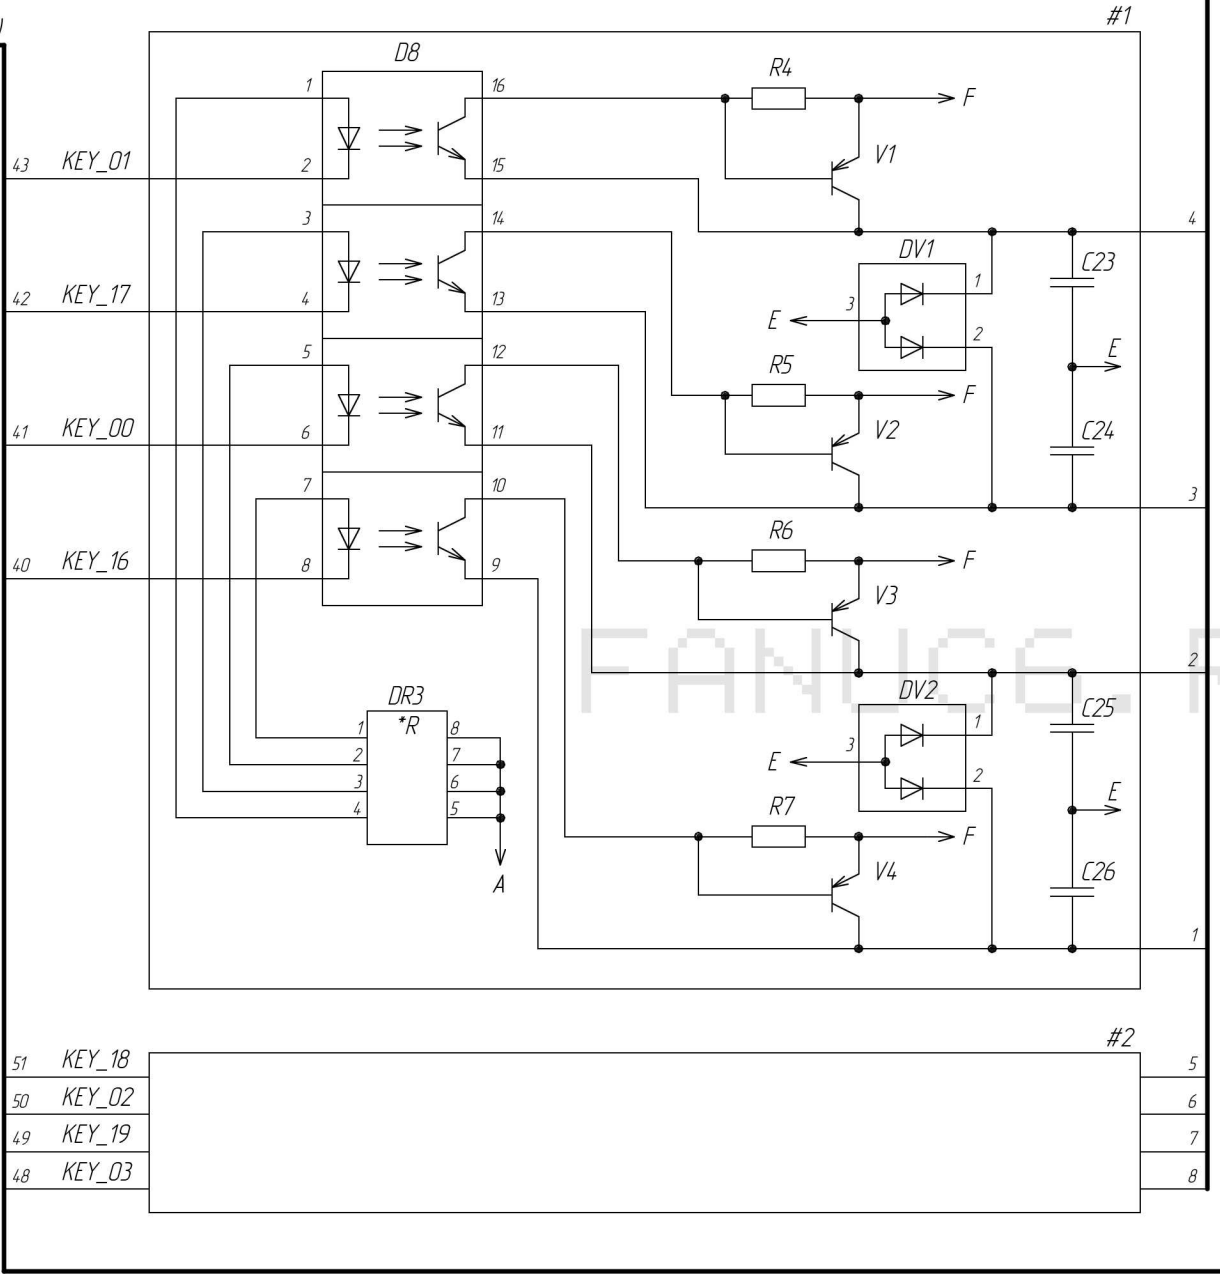 #1
D8
R4
1
16
F
43 KEY_01
2
15
V1
3
14
4
DV1
C23
1
42 KEY_17
4
13
3
E
2
5
12
R5
E
F
41 KEY_00
6
11
V2
C24
7
10
3
R6
40 KEY_16
8
9
F
V3
FANUC6.R
2
DR3
*R
DV2
C25
1 8
1
2 7
3
E
3 6
2
E
4 5
R7
F
A
V4
C26
1
#2
51 KEY_18 5
50 KEY_02 6
49 KEY_19 7
48 KEY_03 8